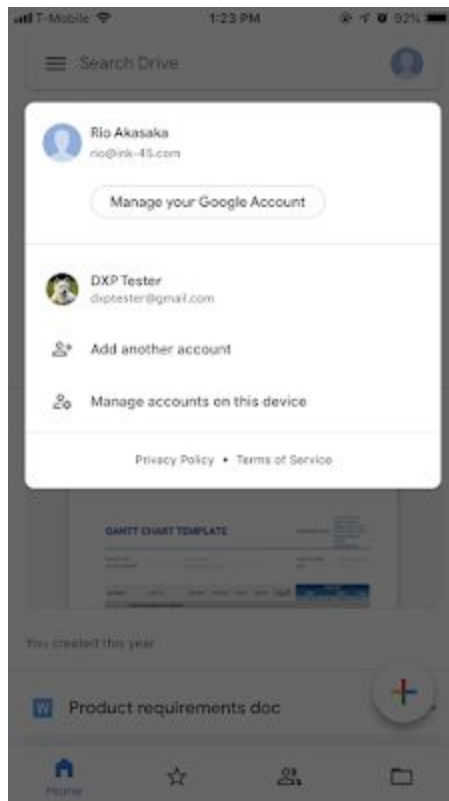 T-Mobile 1:23 PM 92%
Search Drive
Rio Akasaka
rio@ink-45.com
Manage your Google Account
DXP Tester
dxptester@gmail.com
Add another account
Manage accounts on this device
Privacy Policy • Terms of Service
GANTT CHART TEMPLATE
You created this year
W Product requirements doc
Home